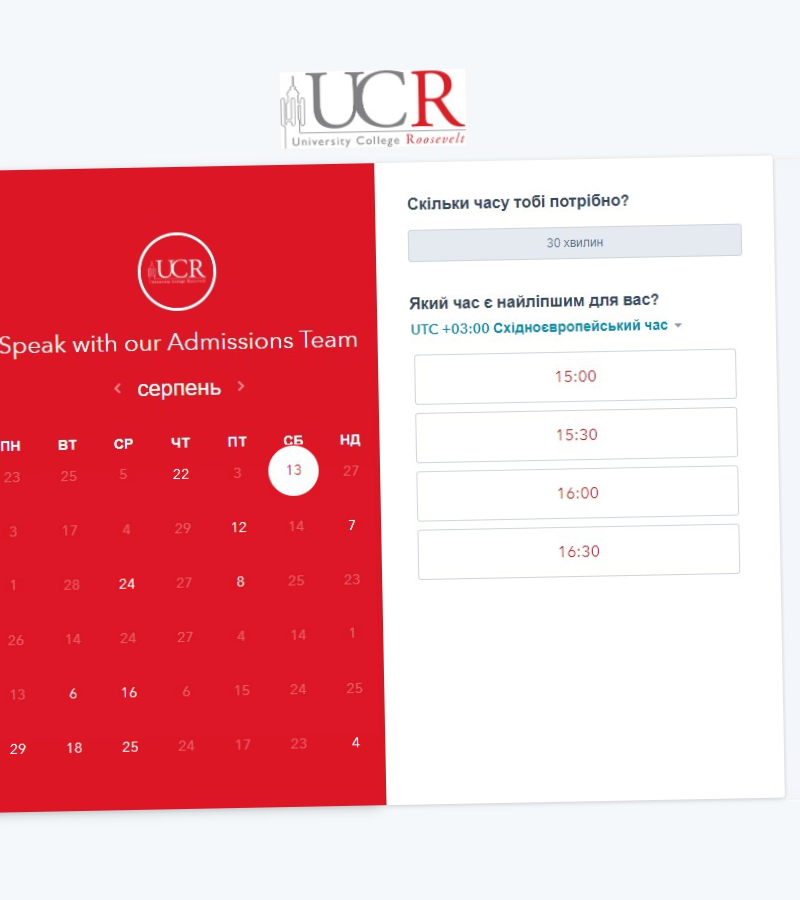 UCR
University College Roosevelt
UCR
Speak with our Admissions Team
серпень
ПН ВТ СР ЧТ ПТ СБ НД
23 25 5 22 3 13 27
3 17 4 29 12 14 7
1 28 24 27 8 25 23
26 14 24 27 4 14 1
13 6 16 6 15 24 25
29 18 25 24 17 23 4
Скільки часу тобі потрібно?
30 хвилин
Який час є найліпшим для вас?
UTC +03:00 Східноєвропейський час
15:00
15:30
16:00
16:30